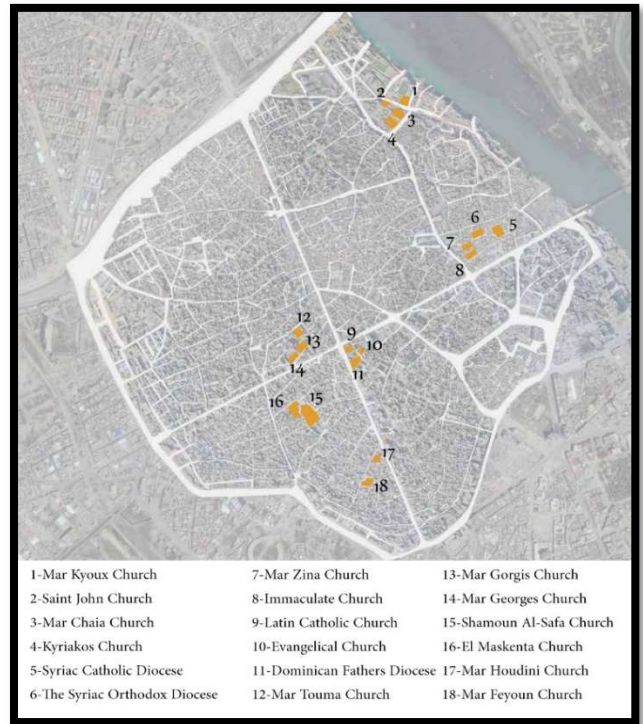 2
1
3
4
6
5
7
8
12
13
14
9
10
11
16
15
17
18
1-Mar Kyoux Church
2-Saint John Church
3-Mar Chaia Church
4-Kyriakos Church
5-Syriac Catholic Diocese
6-The Syriac Orthodox Diocese
7-Mar Zina Church
8-Immaculate Church
9-Latin Catholic Church
10-Evangelical Church
11-Dominican Fathers Diocese
12-Mar Touma Church
13-Mar Gorgis Church
14-Mar Georges Church
15-Shamoun Al-Safa Church
16-El Maskenta Church
17-Mar Houdini Church
18-Mar Feyoun Church